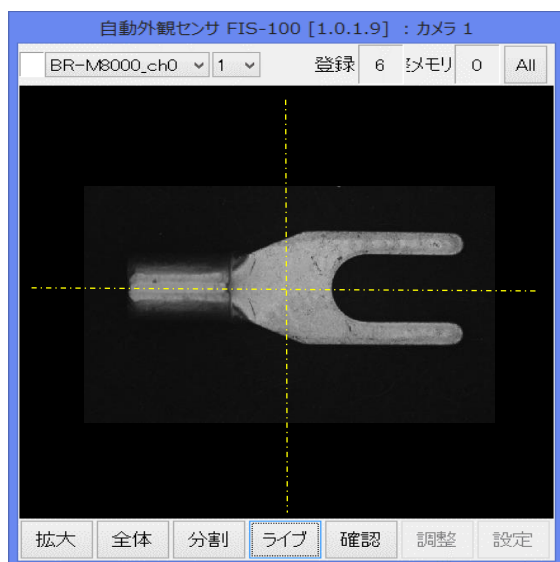 自動外観センサ FIS-100 [1.0.1.9] : カメラ 1
BR-M8000_ch0 1 登録 6 メモリ 0 All
拡大 全体 分割 ライブ 確認 調整 設定